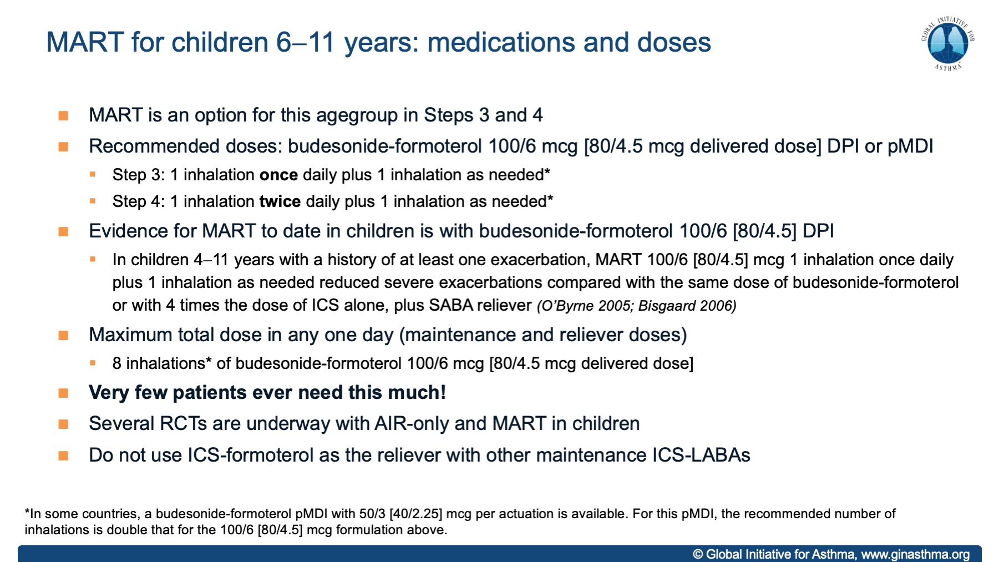 MART for children 6–11 years: medications and doses
GLOBAL INITIATIVE FOR
ASTHMA
■ MART is an option for this agegroup in Steps 3 and 4
■ Recommended doses: budesonide-formoterol 100/6 mcg [80/4.5 mcg delivered dose] DPI or pMDI
▪ Step 3: 1 inhalation once daily plus 1 inhalation as needed*
▪ Step 4: 1 inhalation twice daily plus 1 inhalation as needed*
■ Evidence for MART to date in children is with budesonide-formoterol 100/6 [80/4.5] DPI
▪ In children 4–11 years with a history of at least one exacerbation, MART 100/6 [80/4.5] mcg 1 inhalation once daily
plus 1 inhalation as needed reduced severe exacerbations compared with the same dose of budesonide-formoterol
or with 4 times the dose of ICS alone, plus SABA reliever (O’Byrne 2005; Bisgaard 2006)
■ Maximum total dose in any one day (maintenance and reliever doses)
▪ 8 inhalations* of budesonide-formoterol 100/6 mcg [80/4.5 mcg delivered dose]
■ Very few patients ever need this much!
■ Several RCTs are underway with AIR-only and MART in children
■ Do not use ICS-formoterol as the reliever with other maintenance ICS-LABAs
*In some countries, a budesonide-formoterol pMDI with 50/3 [40/2.25] mcg per actuation is available. For this pMDI, the recommended number of
inhalations is double that for the 100/6 [80/4.5] mcg formulation above.
© Global Initiative for Asthma, www.ginasthma.org